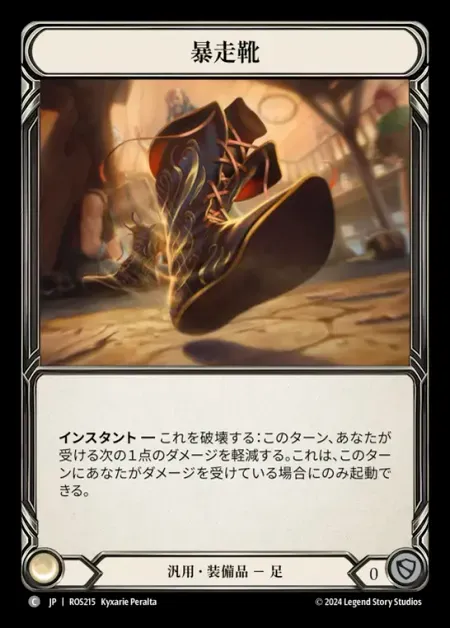 暴走靴
インスタント ー これを破壊する：このターン、あなたが
受ける次の１点のダメージを軽減する。これは、このター
ンにあなたがダメージを受けている場合にのみ起動で
きる。
汎用・装備品 － 足
0
C JP | ROS215 Kyxarie Peralta
© 2024 Legend Story Studios